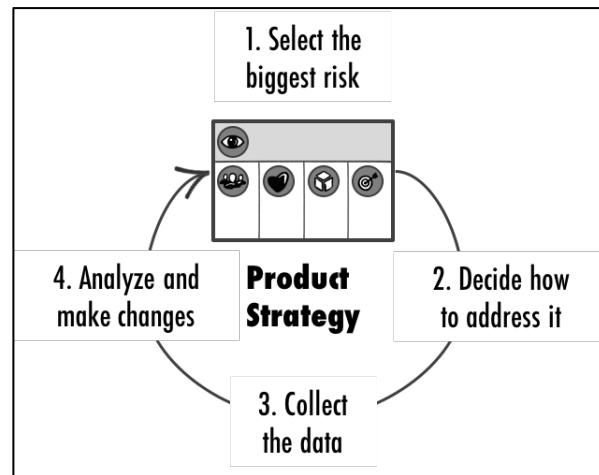 1. Select the
biggest risk
Product
Strategy
2. Decide how
to address it
3. Collect
the data
4. Analyze and
make changes